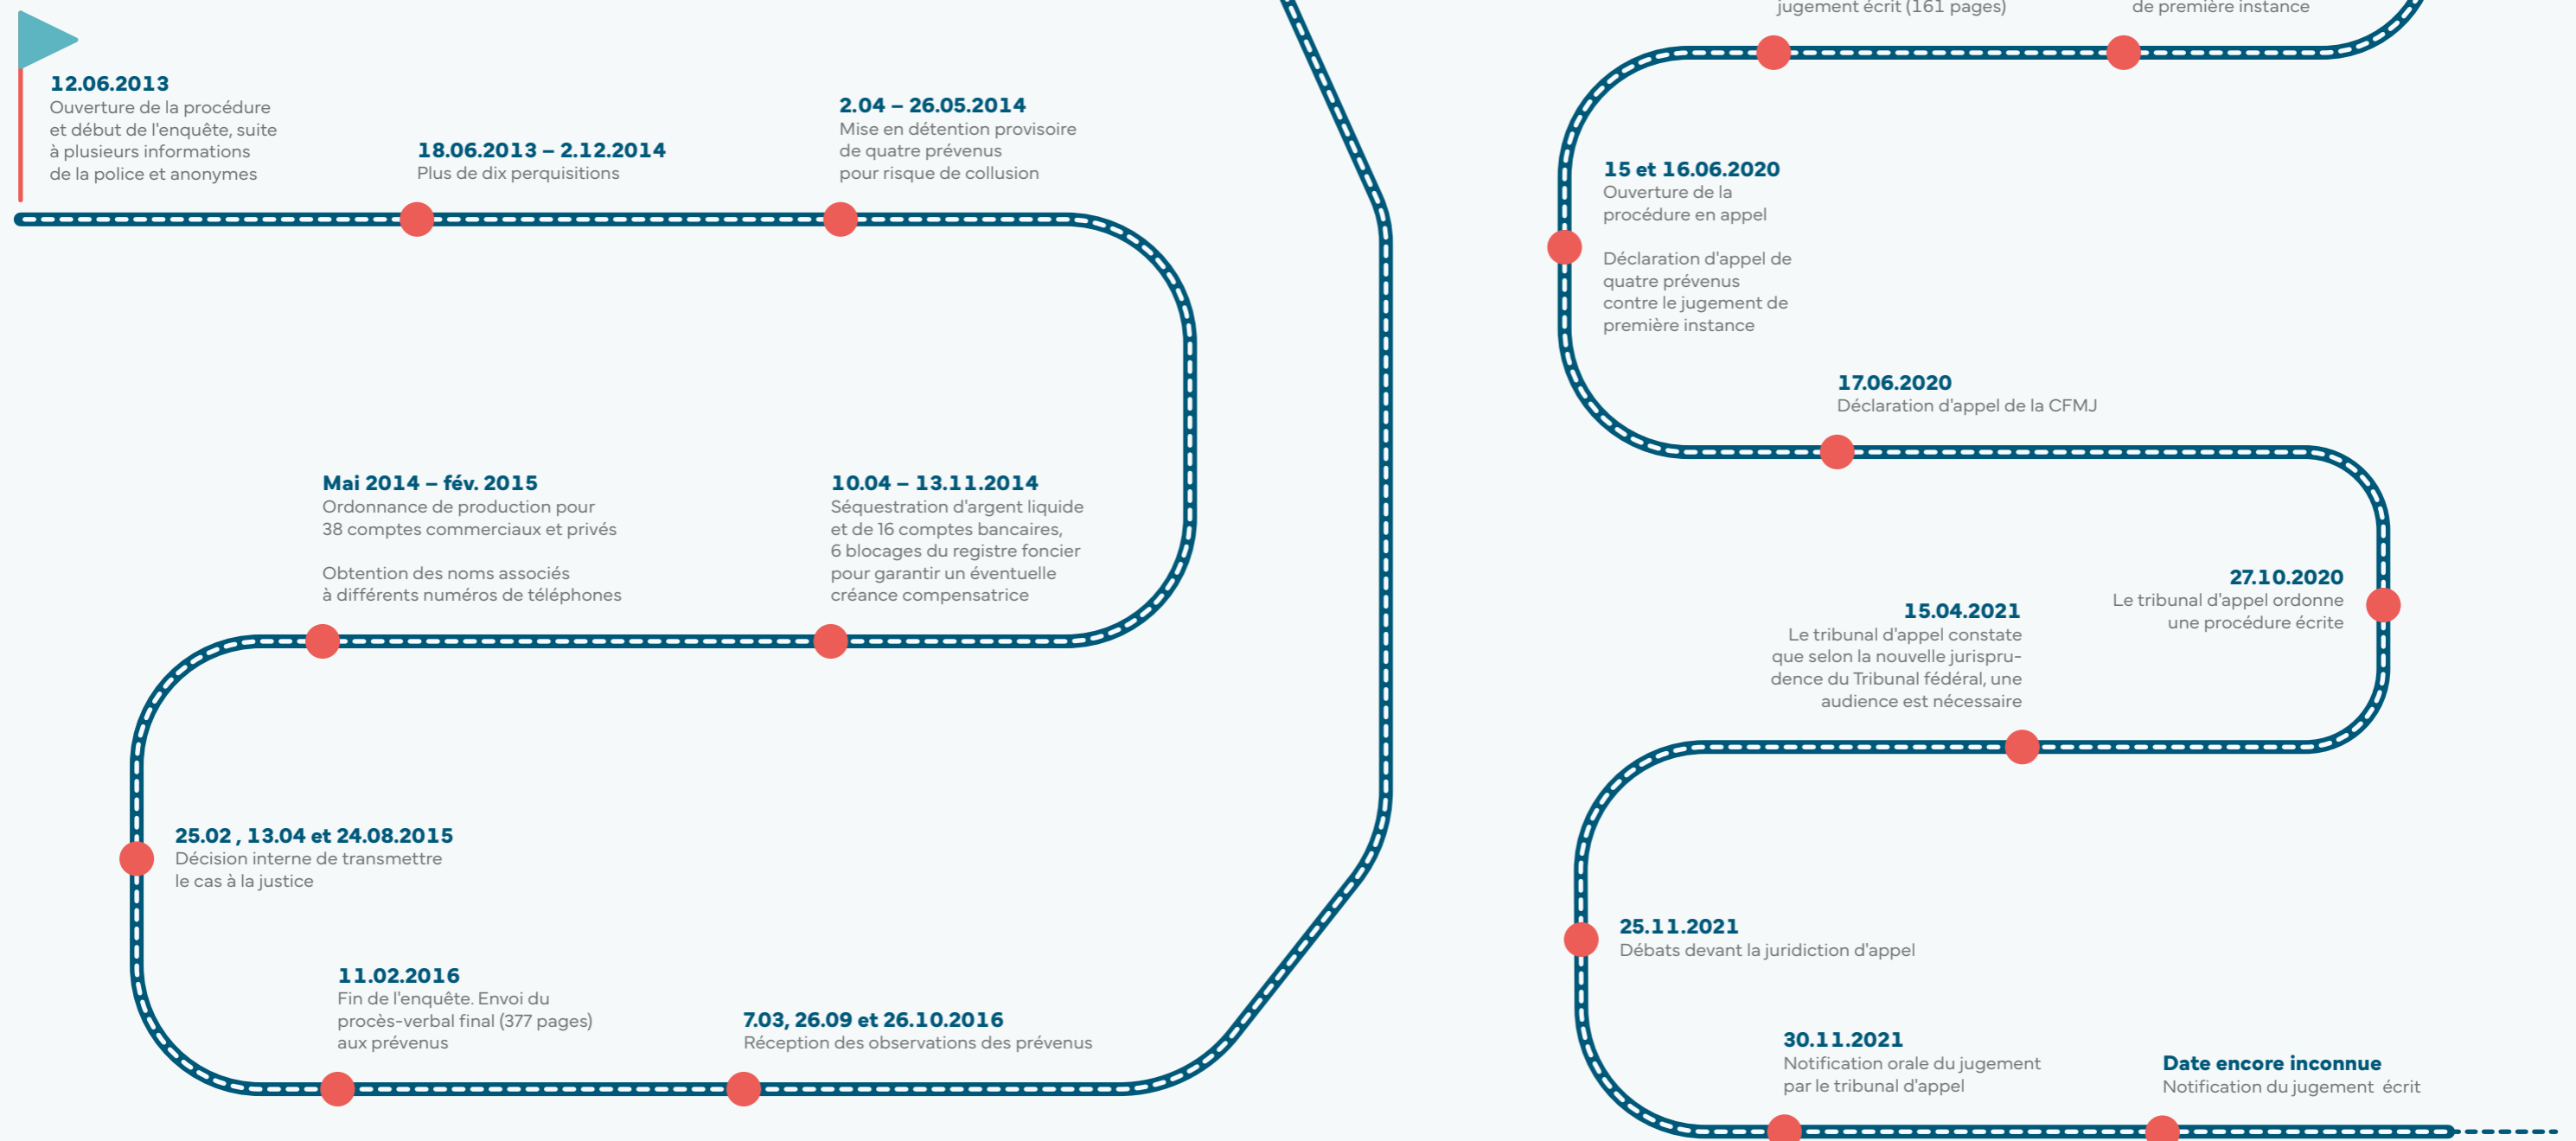 12.06.2013
Ouverture de la procédure
et début de l'enquête, suite
à plusieurs informations
de la police et anonymes
18.06.2013 – 2.12.2014
Plus de dix perquisitions
2.04 – 26.05.2014
Mise en détention provisoire
de quatre prévenus
pour risque de collusion
10.04 – 13.11.2014
Séquestration d'argent liquide
et de 16 comptes bancaires,
6 blocages du registre foncier
pour garantir un éventuelle
créance compensatrice
Mai 2014 – fév. 2015
Ordonnance de production pour
38 comptes commerciaux et privés
Obtention des noms associés
à différents numéros de téléphones
25.02 , 13.04 et 24.08.2015
Décision interne de transmettre
le cas à la justice
11.02.2016
Fin de l'enquête. Envoi du
procès-verbal final (377 pages)
aux prévenus
7.03, 26.09 et 26.10.2016
Réception des observations des prévenus
de première instance
jugement écrit (161 pages)
15 et 16.06.2020
Ouverture de la
procédure en appel
Déclaration d'appel de
quatre prévenus
contre le jugement de
première instance
17.06.2020
Déclaration d'appel de la CFMJ
27.10.2020
Le tribunal d'appel ordonne
une procédure écrite
15.04.2021
Le tribunal d'appel constate
que selon la nouvelle jurispru-
dence du Tribunal fédéral, une
audience est nécessaire
25.11.2021
Débats devant la juridiction d'appel
30.11.2021
Notification orale du jugement
par le tribunal d'appel
Date encore inconnue
Notification du jugement  écrit